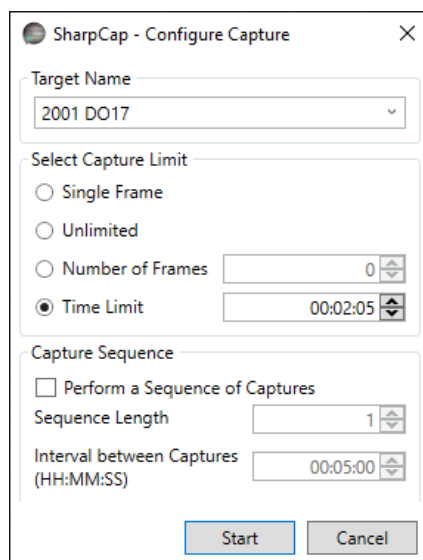 SharpCap - Configure Capture
Target Name
2001 DO17
Select Capture Limit
Single Frame
Unlimited
Number of Frames 0
Time Limit 00:02:05
Capture Sequence
Perform a Sequence of Captures
Sequence Length 1
Interval between Captures
(HH:MM:SS) 00:05:00
Start Cancel